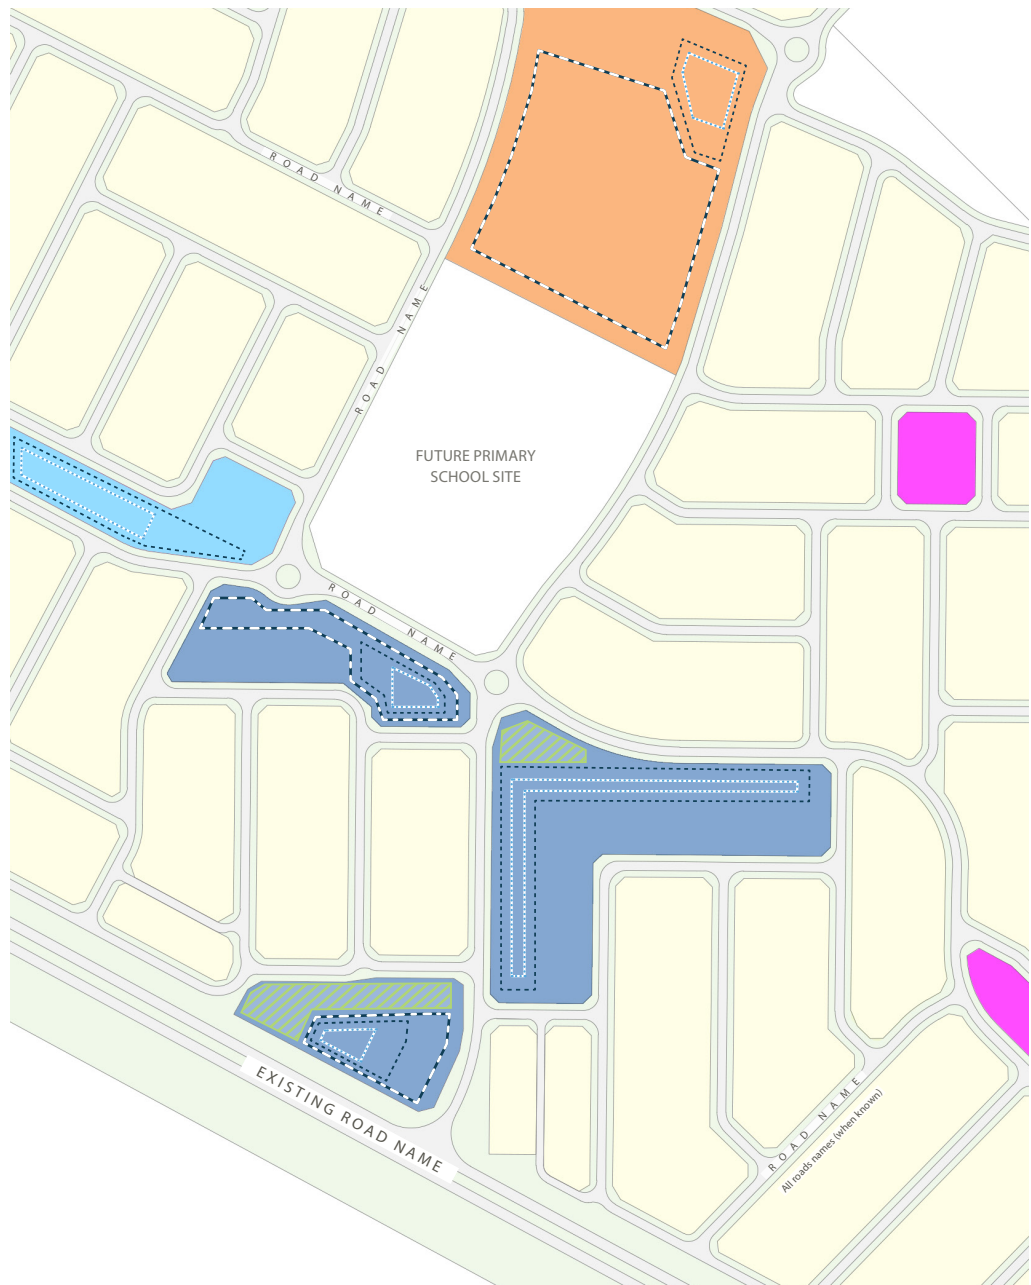 ROAD NAME
ROAD NAME
FUTURE PRIMARY
SCHOOL SITE
ROAD NAME
EXISTING ROAD NAME
ROAD NAME
All roads names (when known)